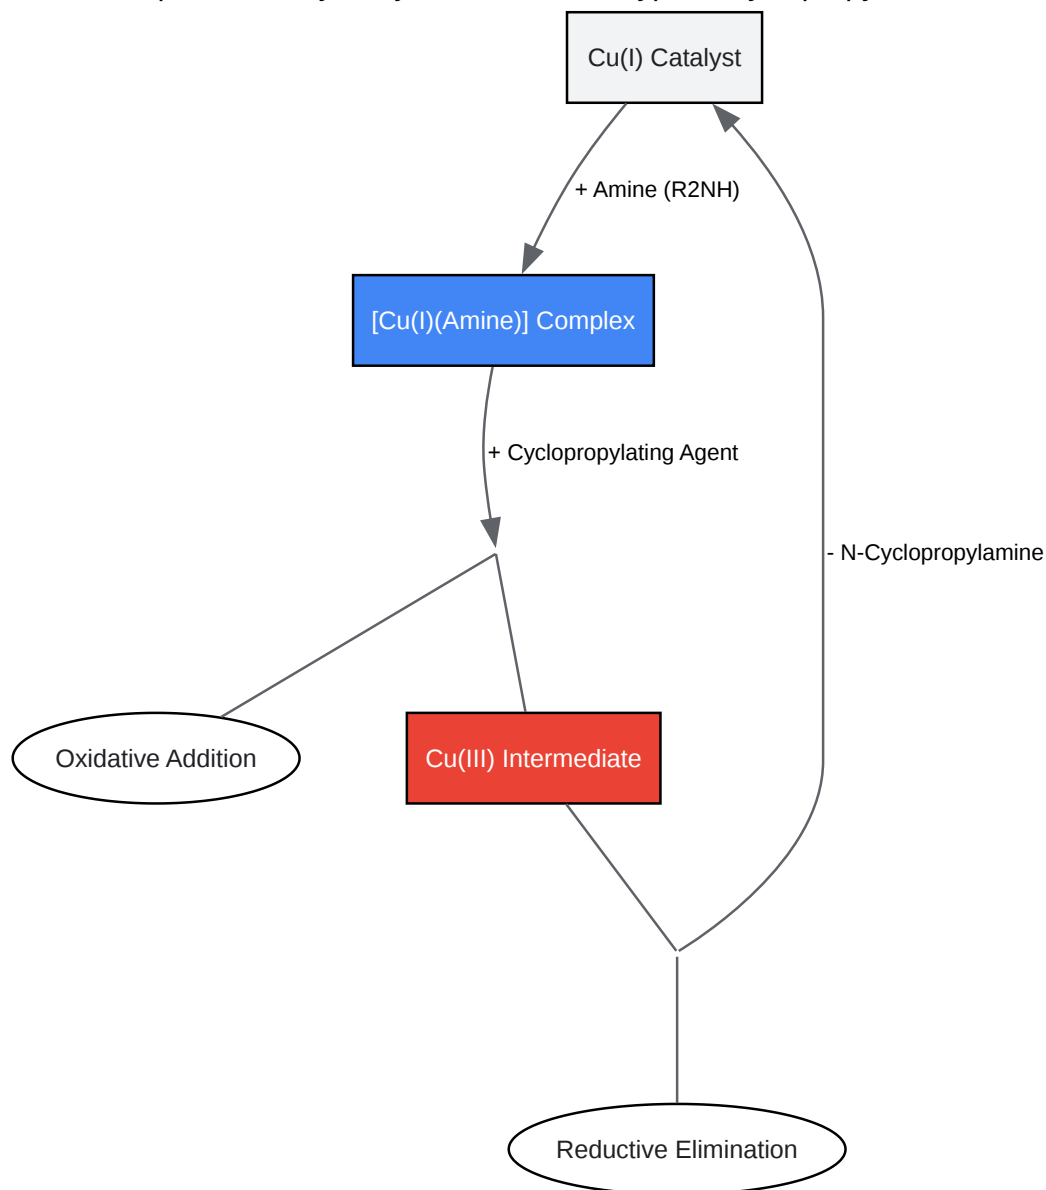 Cu(I) Catalyst
+ Amine (R2NH)
[Cu(I)(Amine)] Complex
+ Cyclopropylating Agent
- N-Cyclopropylamine
Oxidative Addition
Cu(III) Intermediate
Reductive Elimination